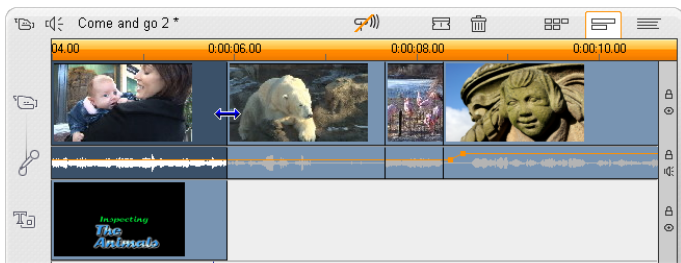 Come and go 2 *
04.00 0:00:06.00 0:00:08.00 0:00:10.00
T
Inspecting
The
Animals